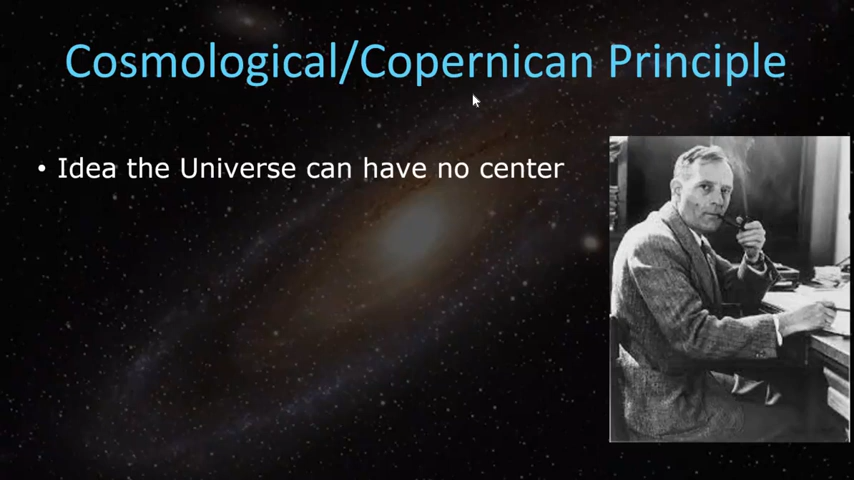 Cosmological/Copernican Principle
• Idea the Universe can have no center